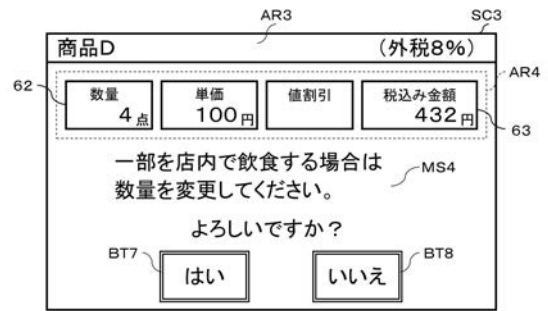 AR3
SC3
商品D
(外税8%)
AR4
62
数量
4点
単価
100円
値割引
税込み金額
432円
63
一部を店内で飲食する場合は
数量を変更してください。
MS4
よろしいですか？
BT7
はい
いいえ
BT8